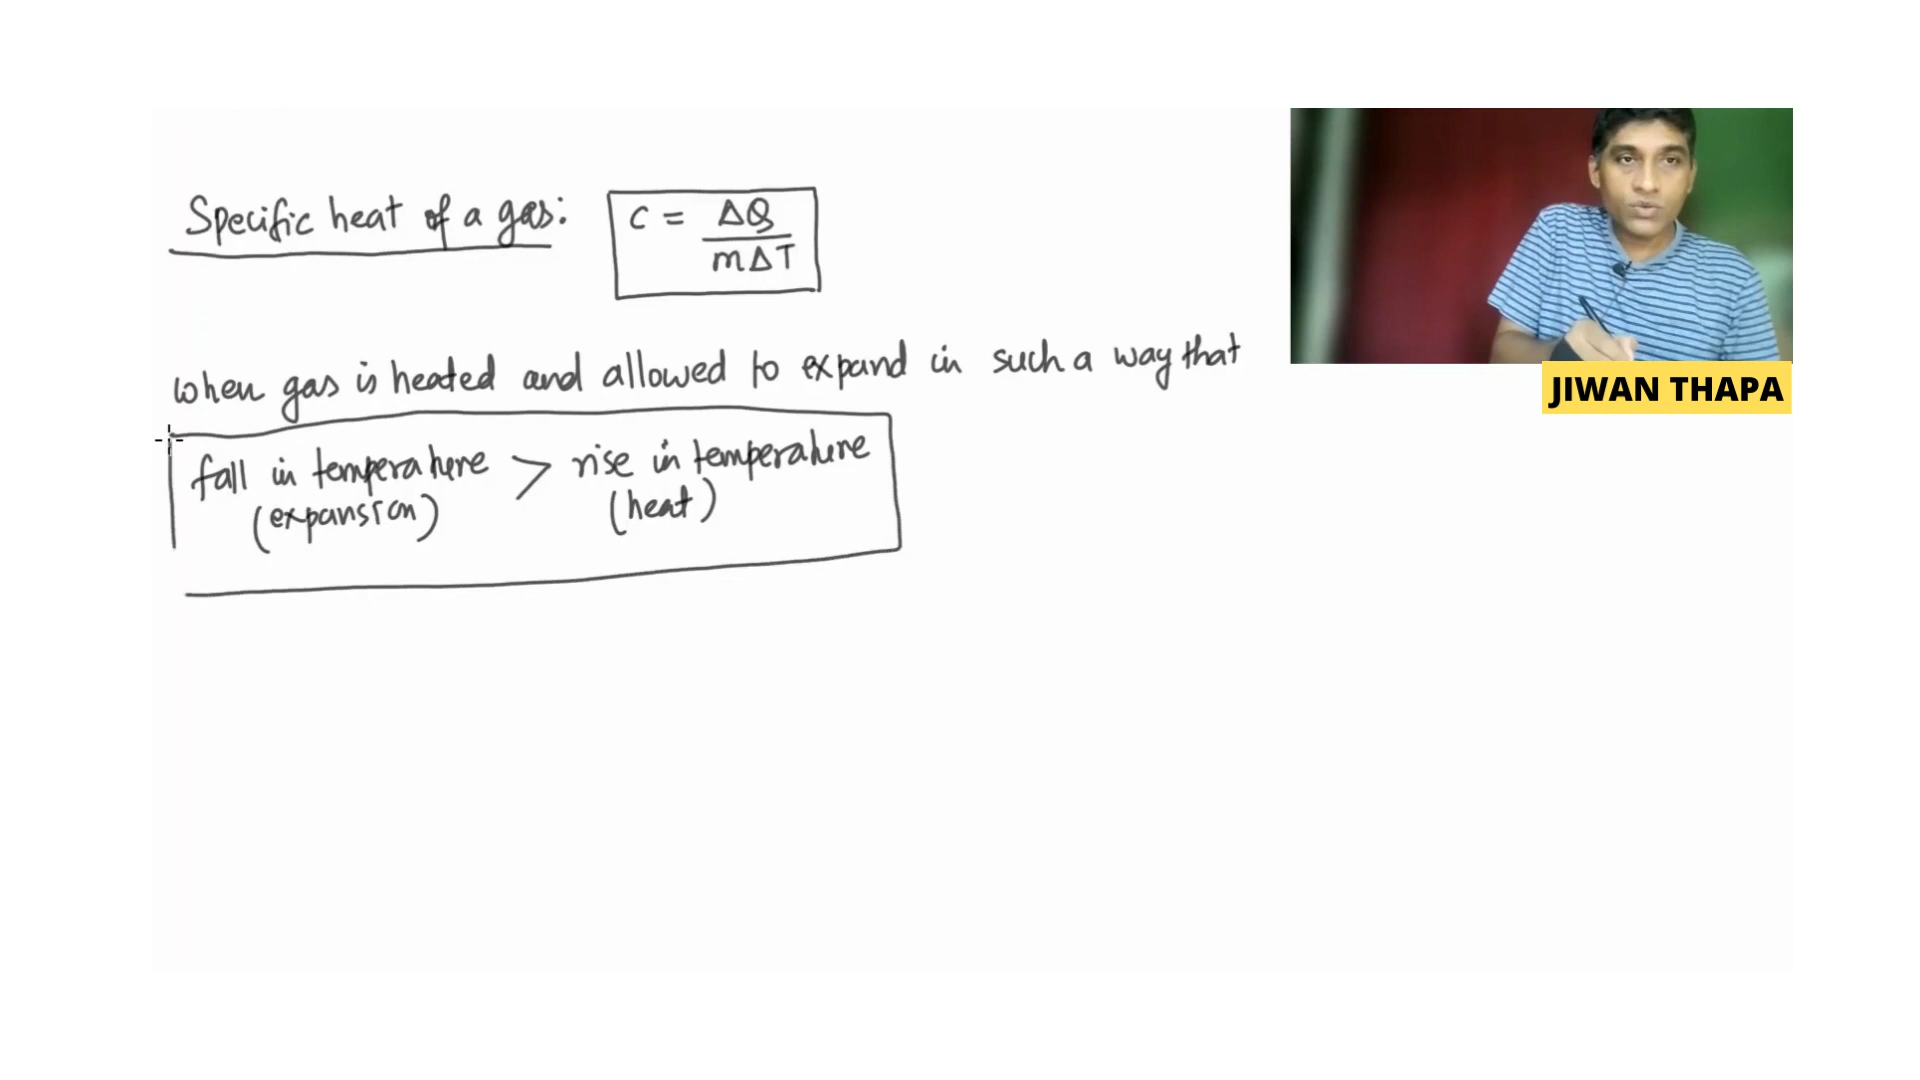 Specific heat of a gas:
C = ΔQ / mΔT
when gas is heated and allowed to expand in such a way that
fall in temperature > rise in temperature
(expansion) (heat)
JIWAN THAPA